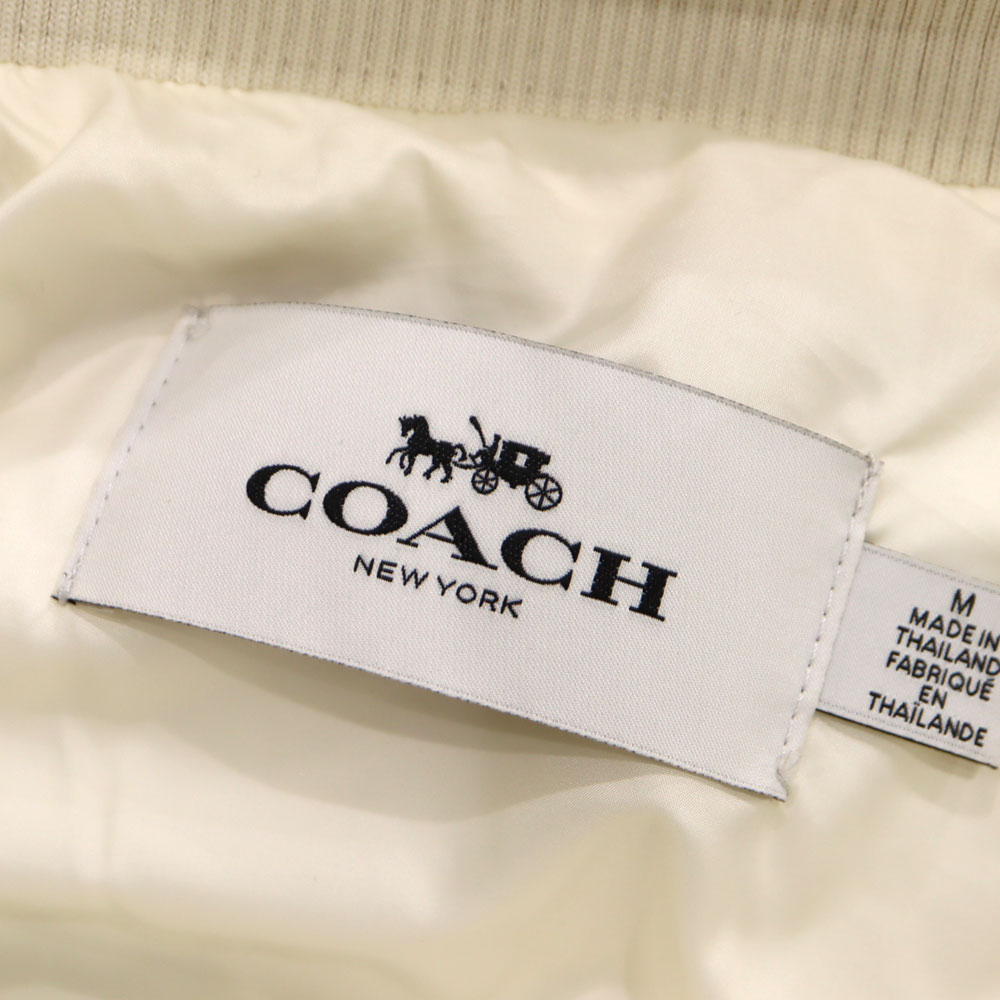 COACH
NEW YORK
M
MADE IN
THAILAND
FABRIQUÉ
EN
THAÏLANDE